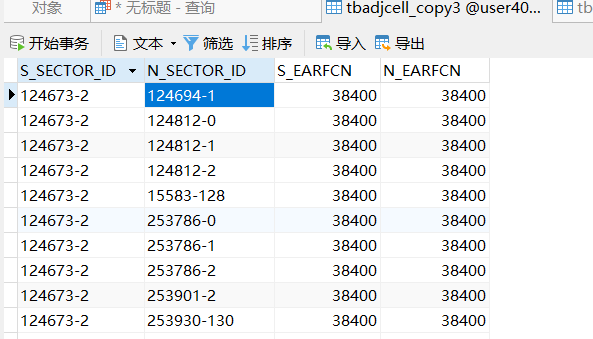 对象 * 无标题 - 查询 tbadjcell_copy3 @user40... tb
开始事务 文本 筛选 排序 导入 导出
S_SECTOR_ID N_SECTOR_ID S_EARFCN N_EARFCN
124673-2 124694-1 38400 38400
124673-2 124812-0 38400 38400
124673-2 124812-1 38400 38400
124673-2 124812-2 38400 38400
124673-2 15583-128 38400 38400
124673-2 253786-0 38400 38400
124673-2 253786-1 38400 38400
124673-2 253786-2 38400 38400
124673-2 253901-2 38400 38400
124673-2 253930-130 38400 38400